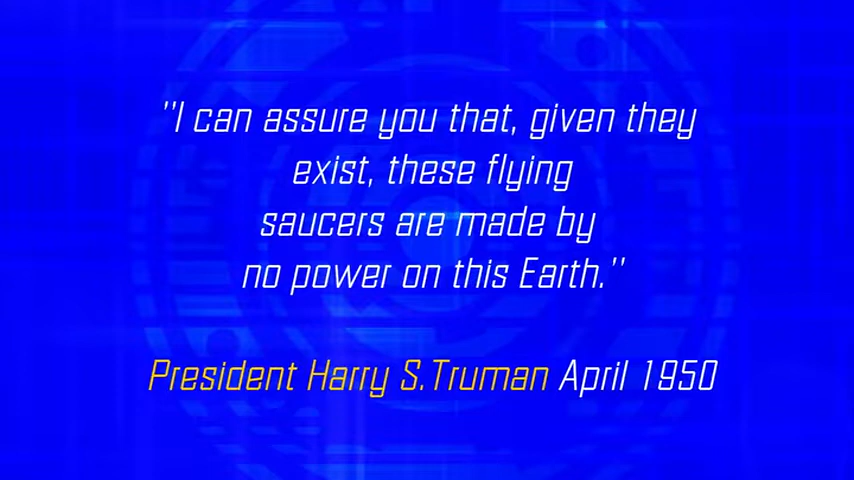 "I can assure you that, given they
exist, these flying
saucers are made by
no power on this Earth."
President Harry S.Truman April 1950